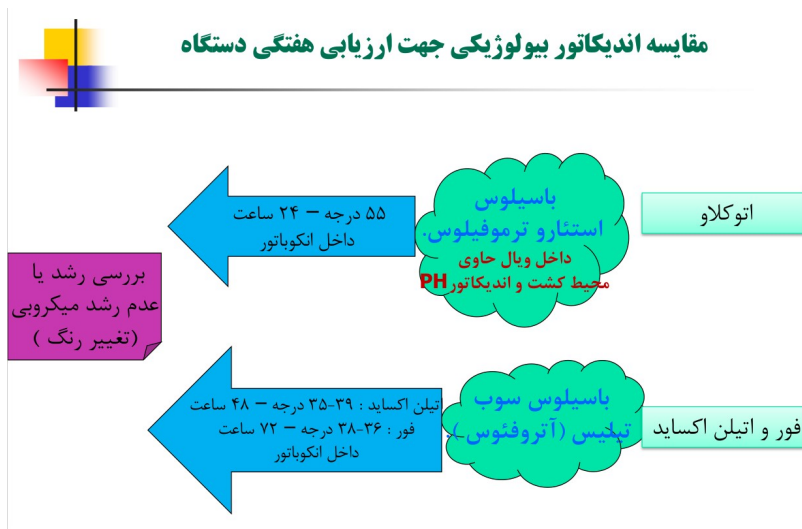 مقایسه اندیکاتور بیولوژیکی جهت ارزیابی هفتگی دستگاه
اتوکلاو
باسیلوس
استئارو ترموفیلوس.
داخل ویال حاوی
محیط کشت و اندیکاتور PH
۵۵ درجه – ۲۴ ساعت
داخل انکوباتور
بررسی رشد یا
عدم رشد میکروبی
(تغییر رنگ )
فور و اتیلن اکساید
باسیلوس سوب
تیلیس (آتروفئوس).
اتیلن اکساید : ۳۹-۳۵ درجه – ۴۸ ساعت
فور : ۳۶-۳۸ درجه – ۷۲ ساعت
داخل انکوباتور